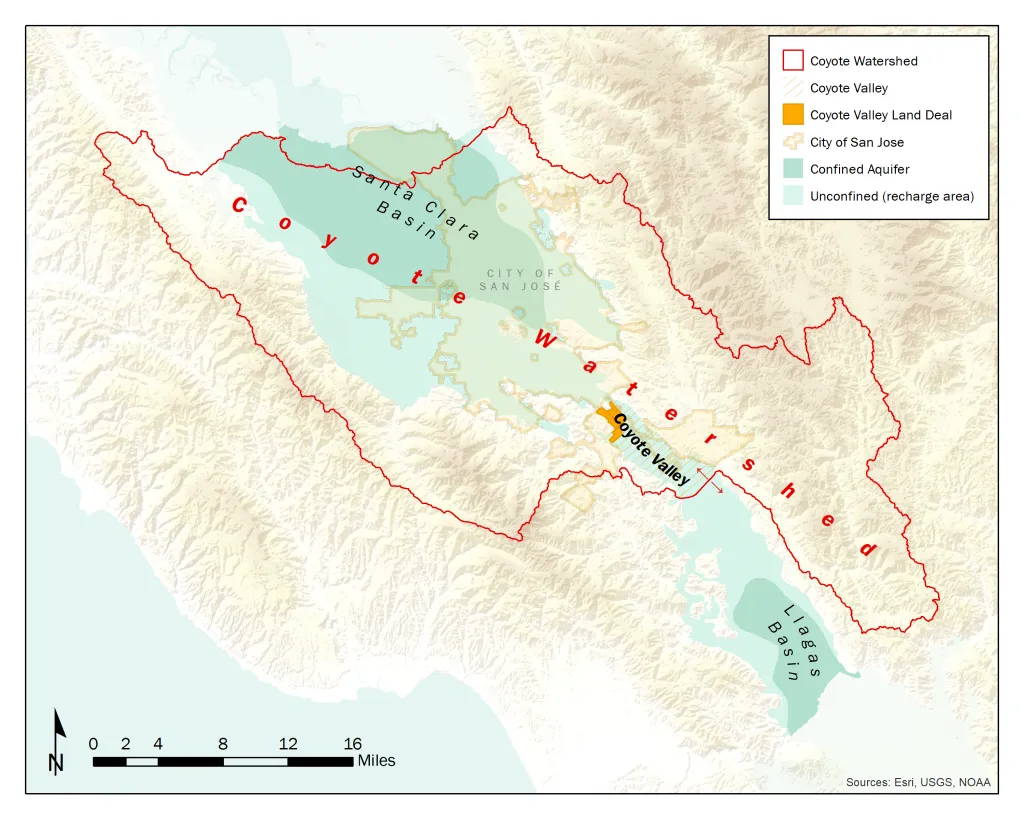 Coyote Watershed
Coyote Valley
Coyote Valley Land Deal
City of San Jose
Confined Aquifer
Unconfined (recharge area)
Santa Clara
Basin
Coyote Watershed
CITY OF
SAN JOSÉ
Coyote Valley
Llagas
Basin
N
0 2 4 8 12 16
Miles
Sources: Esri, USGS, NOAA